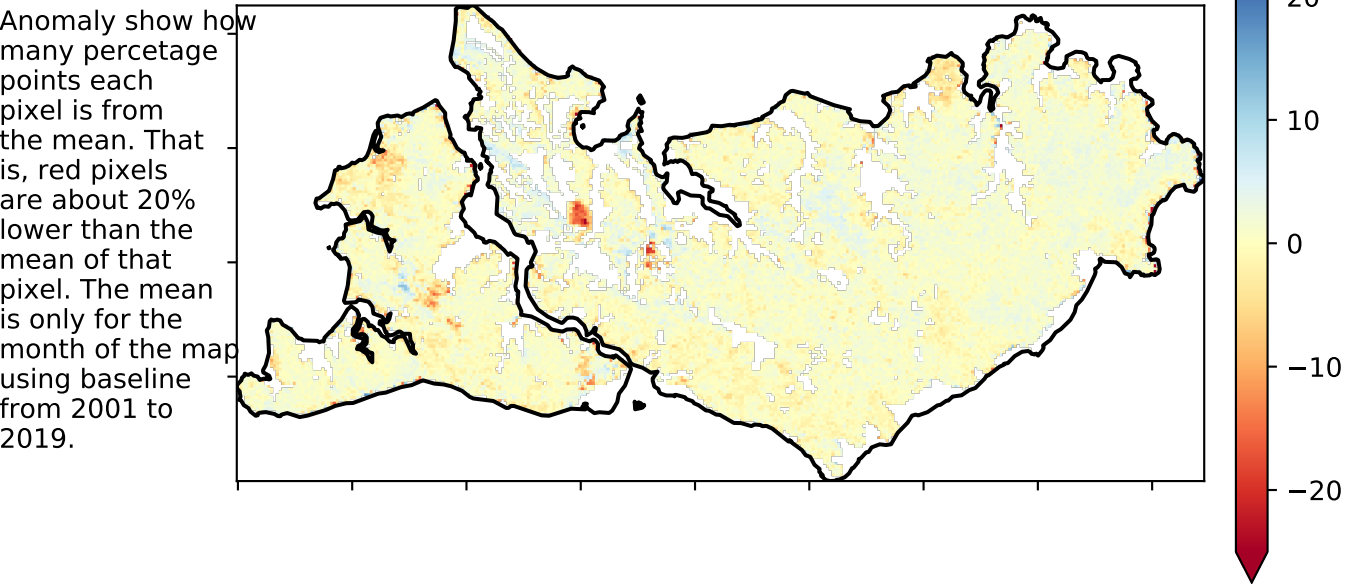 Anomaly show how
many percetage
points each
pixel is from
the mean. That
is, red pixels
are about 20%
lower than the
mean of that
pixel. The mean
is only for the
month of the map
using baseline
from 2001 to
2019.
20
10
0
−10
−20